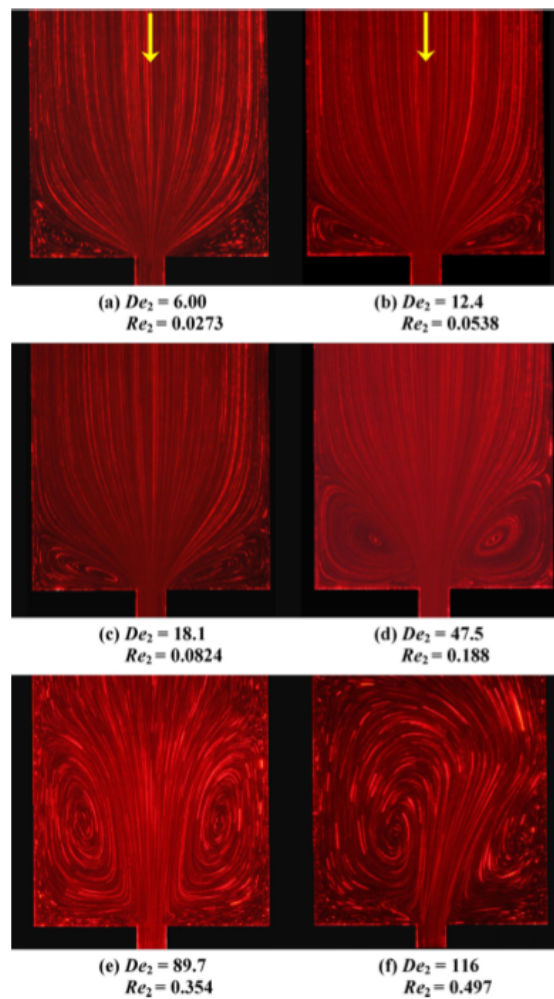 (a) De₂ = 6.00
Re₂ = 0.0273
(b) De₂ = 12.4
Re₂ = 0.0538
(c) De₂ = 18.1
Re₂ = 0.0824
(d) De₂ = 47.5
Re₂ = 0.188
(e) De₂ = 89.7
Re₂ = 0.354
(f) De₂ = 116
Re₂ = 0.497